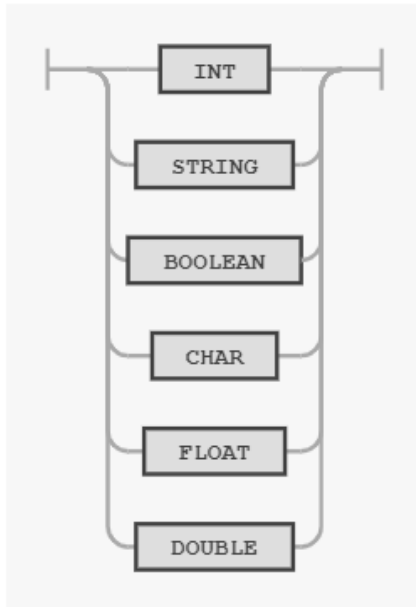 INT
STRING
BOOLEAN
CHAR
FLOAT
DOUBLE